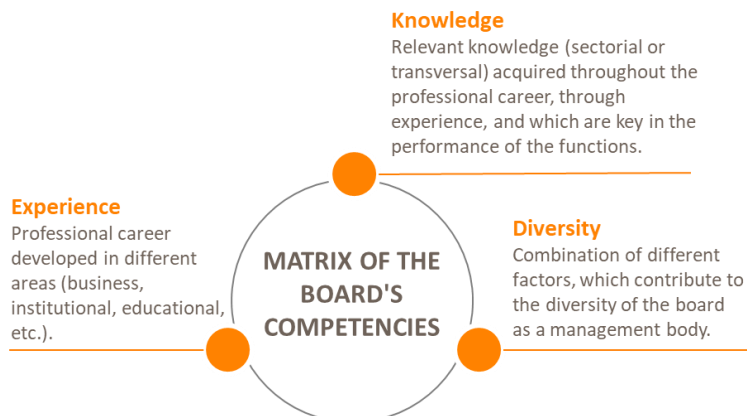 Knowledge
Relevant knowledge (sectorial or
transversal) acquired throughout the
professional career, through
experience, and which are key in the
performance of the functions.
Experience
Professional career
developed in different
areas (business,
institutional, educational,
etc.).
MATRIX OF THE
BOARD'S
COMPETENCIES
Diversity
Combination of different
factors, which contribute to
the diversity of the board
as a management body.